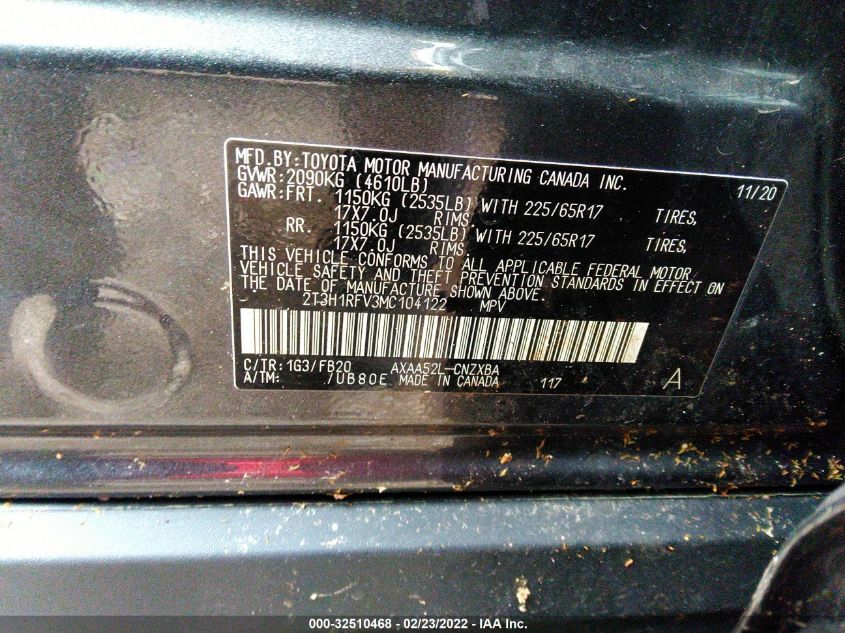 MFD.BY:TOYOTA MOTOR MANUFACTURING CANADA INC. 11/20
GVWR:2090KG (4610LB)
GAWR:FRT. 1150KG (2535LB) WITH 225/65R17 TIRES,
17X7.0J RIMS.
RR. 1150KG (2535LB) WITH 225/65R17 TIRES,
17X7.0J RIMS.
THIS VEHICLE CONFORMS TO ALL APPLICABLE FEDERAL MOTOR
VEHICLE SAFETY AND THEFT PREVENTION STANDARDS IN EFFECT ON
THE DATE OF MANUFACTURE SHOWN ABOVE.
2T3H1RFV3MC104122 MPV
C/TR:1G3/FB20 AXAA52L-CNZXBA
A/TM: /UB80E MADE IN CANADA 117 A
000-32510468 - 02/23/2022 - IAA Inc.